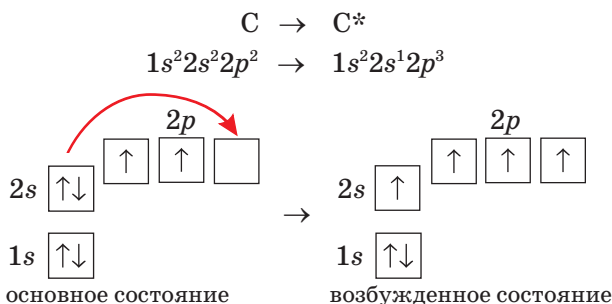 C → C*
1s²2s²2p² → 1s²2s¹2p³
2p 2p
↑ ↑ ↑ ↑ ↑
2s ↑↓ → 2s ↑
1s ↑↓ 1s ↑↓
основное состояние возбужденное состояние